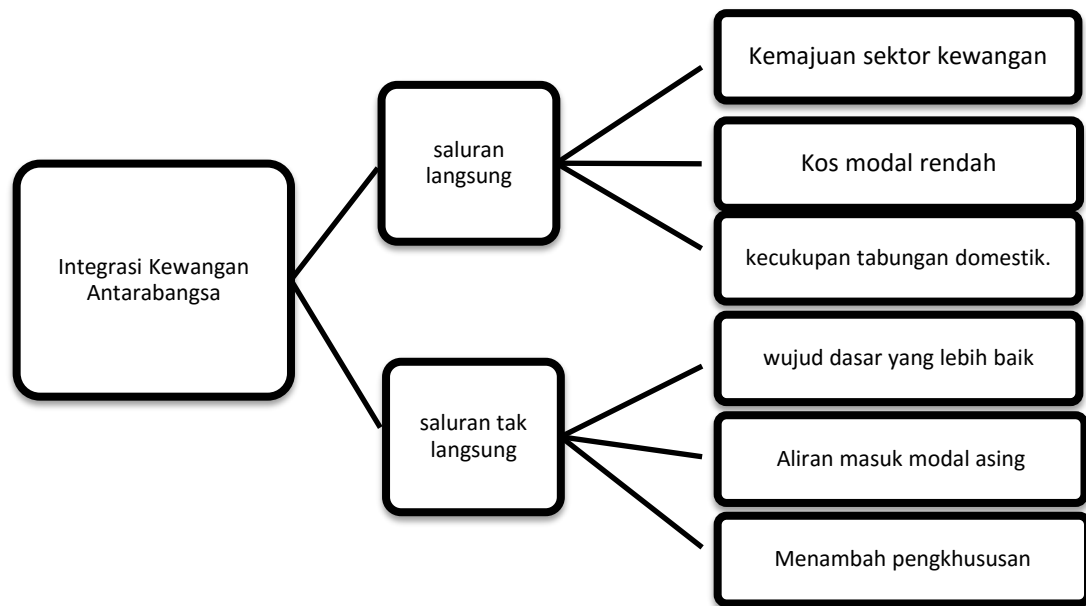 Integrasi Kewangan
Antarabangsa
saluran
langsung
Kemajuan sektor kewangan
Kos modal rendah
kecukupan tabungan domestik.
saluran tak
langsung
wujud dasar yang lebih baik
Aliran masuk modal asing
Menambah pengkhususan